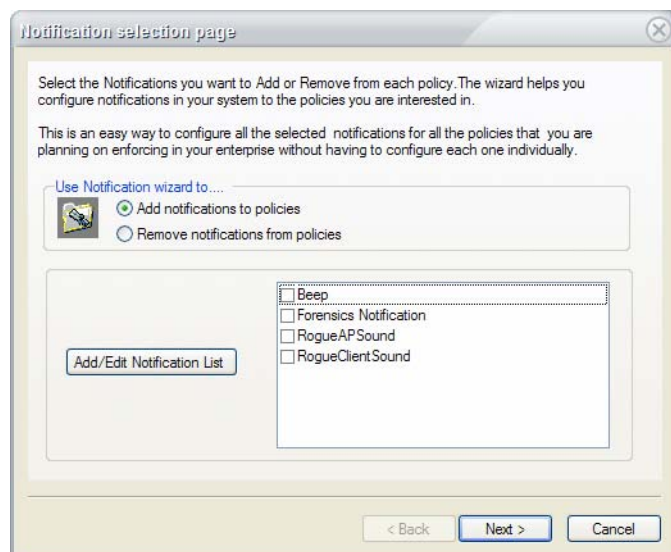 Notification selection page
Select the Notifications you want to Add or Remove from each policy.The wizard helps you
configure notifications in your system to the policies you are interested in.
This is an easy way to configure all the selected notifications for all the policies that you are
planning on enforcing in your enterprise without having to configure each one individually.
Use Notification wizard to....
Add notifications to policies
Remove notifications from policies
Add/Edit Notification List
Beep
Forensics Notification
RogueAPSound
RogueClientSound
< Back
Next >
Cancel